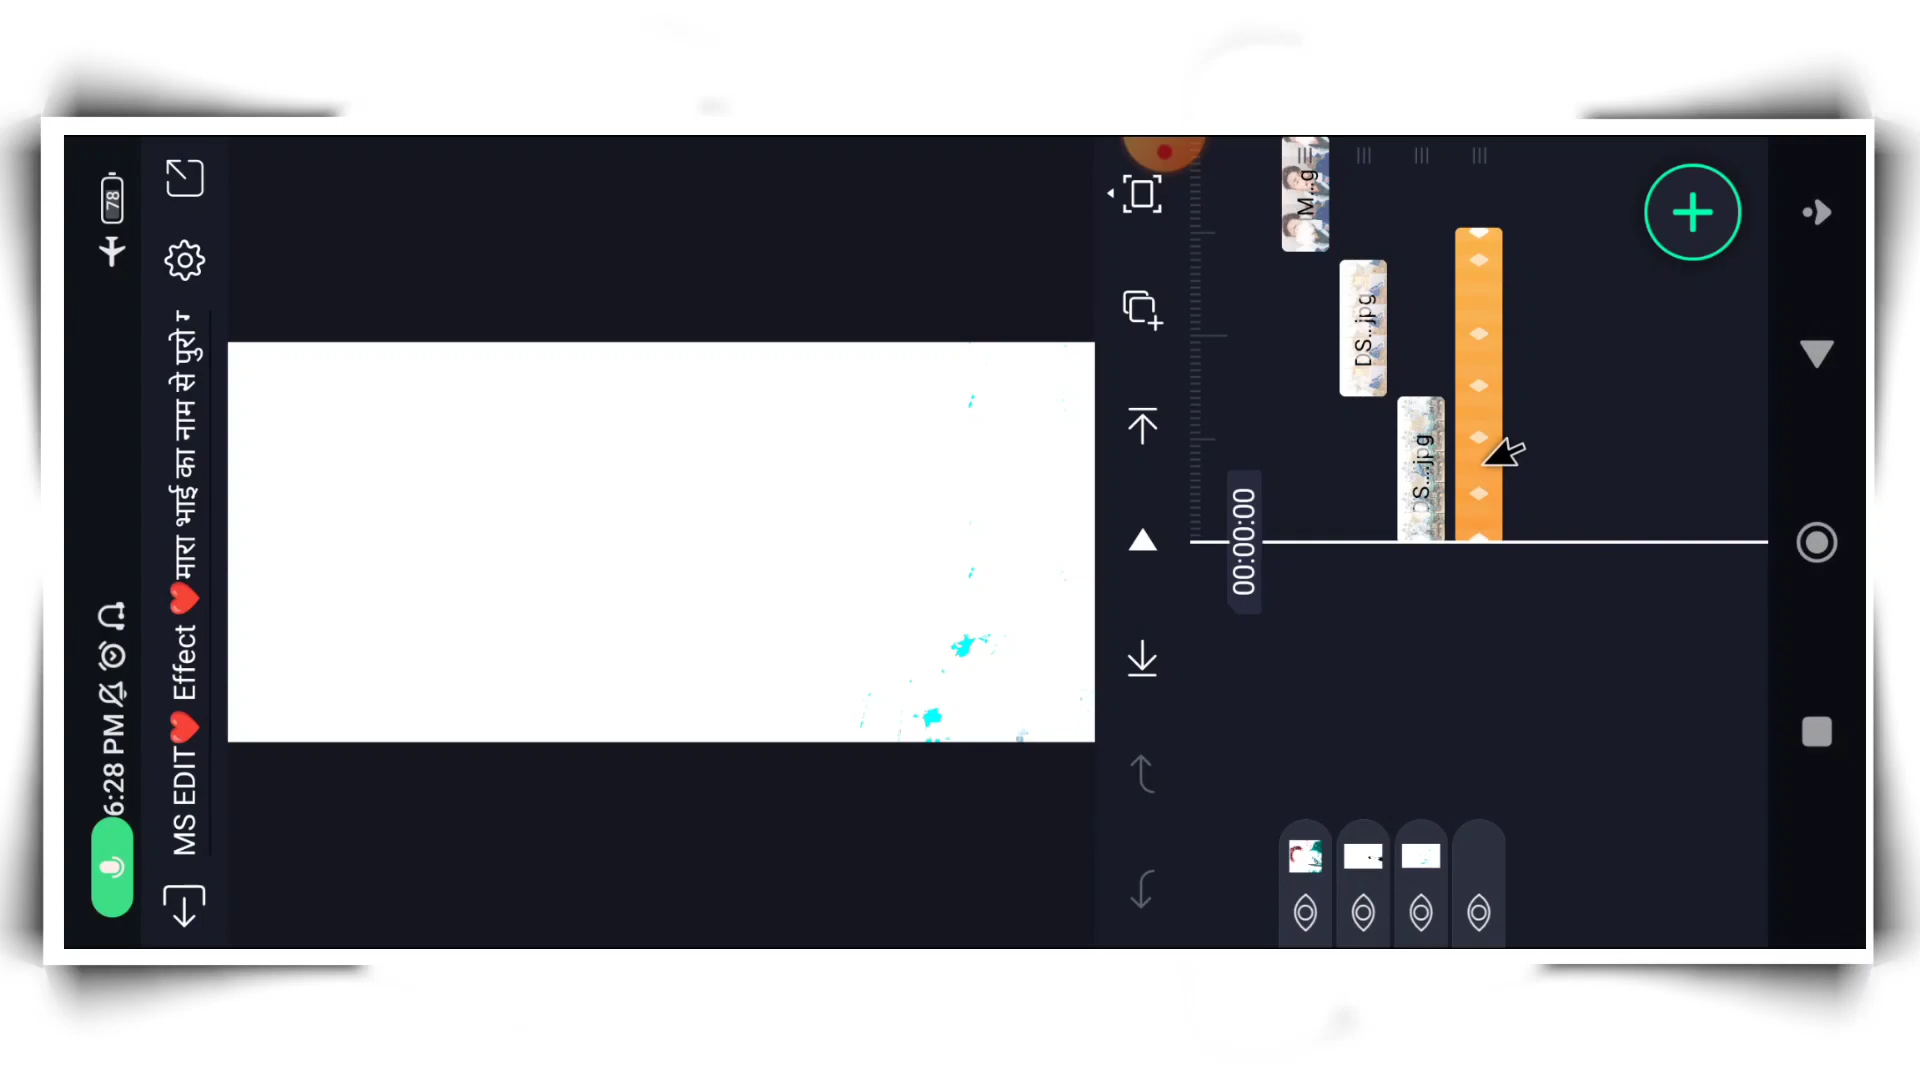 6:28 PM
78
MS EDIT❤️ Effect ❤️मारा भाई का नाम से पुरो र
00:00:00
M...g
DS...jpg
DS...jpg